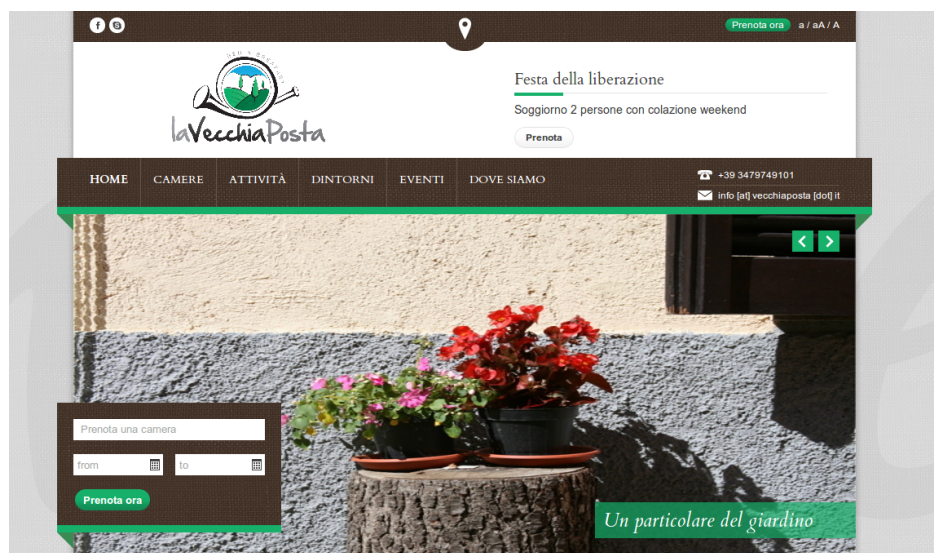 Prenota ora a / aA / A
BED & BREAKFAST
laVecchiaPosta
Festa della liberazione
Soggiorno 2 persone con colazione weekend
Prenota
HOME CAMERE ATTIVITÀ DINTORNI EVENTI DOVE SIAMO
+39 3479749101
info [at] vecchiaposta [dot] it
Prenota una camera
from to
Prenota ora
Un particolare del giardino